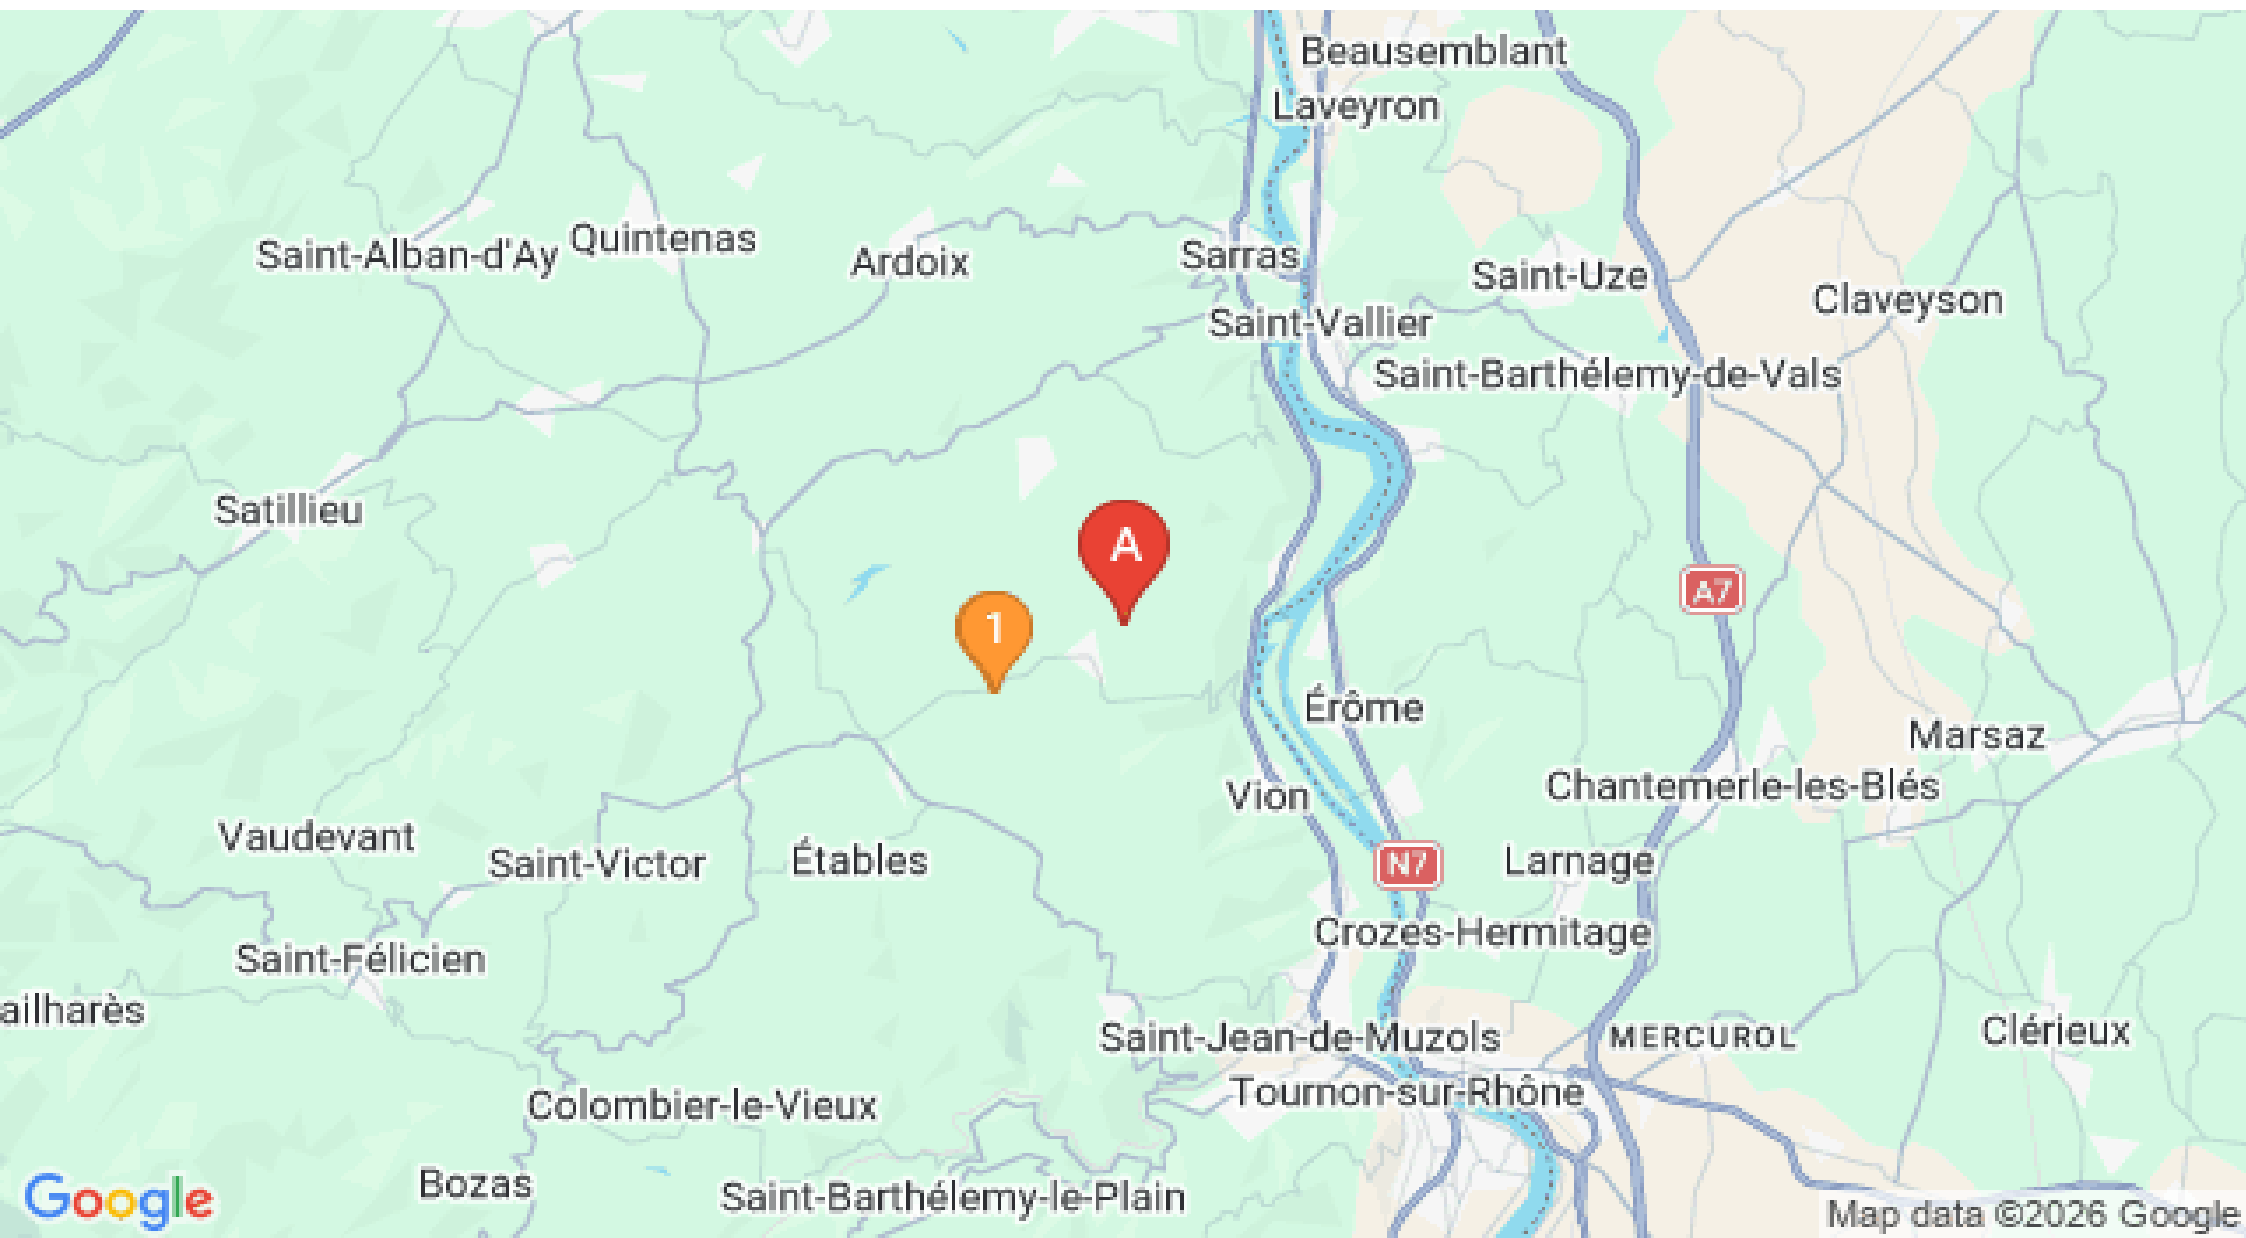 Beausemblant
Laveyron
Quintenas
Saint-Alban-d'Ay
Ardoix
Sarras
Saint-Uze
Claveyson
Saint-Vallier
Saint-Barthélemy-de-Vals
Satillieu
A
A7
1
Érôme
Marsaz
Vion
Chantemerle-les-Blés
Vaudevant
Saint-Victor
Étables
N7
Larnage
Crozes-Hermitage
Saint-Félicien
ailharès
Saint-Jean-de-Muzols
MERCUROL
Clérieux
Tournon-sur-Rhône
Colombier-le-Vieux
Bozas
Saint-Barthélemy-le-Plain
Google
Map data ©2026 Google